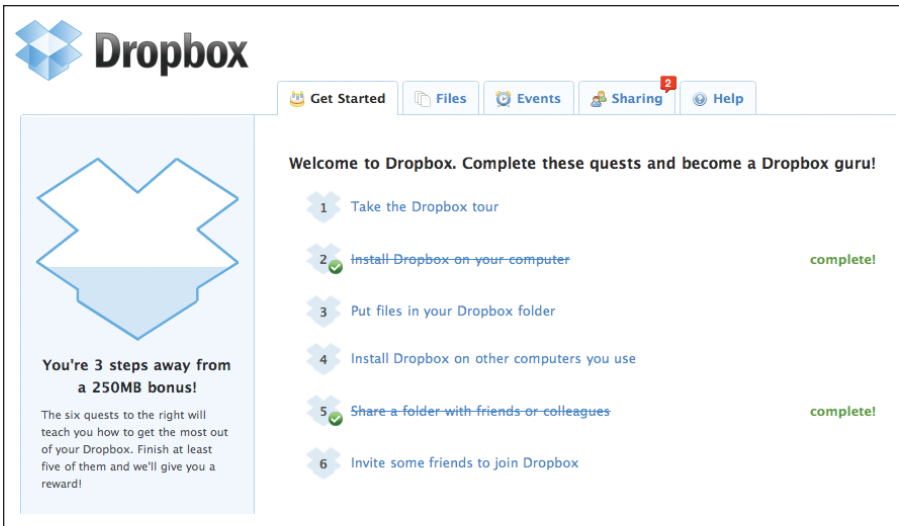 Dropbox
Get Started
Files
Events
Sharing
2
Help
Welcome to Dropbox. Complete these quests and become a Dropbox guru!
1 Take the Dropbox tour
2 Install Dropbox on your computer complete!
3 Put files in your Dropbox folder
4 Install Dropbox on other computers you use
5 Share a folder with friends or colleagues complete!
6 Invite some friends to join Dropbox
You're 3 steps away from
a 250MB bonus!
The six quests to the right will
teach you how to get the most out
of your Dropbox. Finish at least
five of them and we'll give you a
reward!